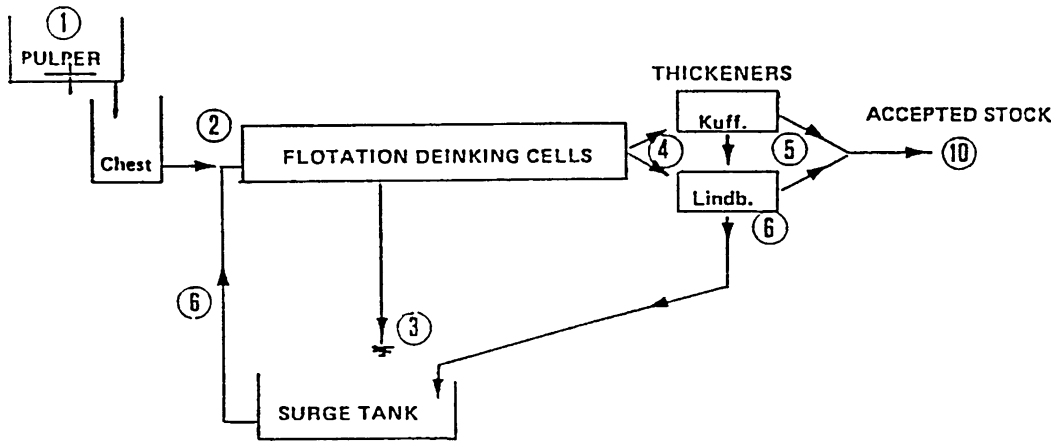 1
PULPER
Chest
2
FLOTATION DEINKING CELLS
3
THICKENERS
Kuff.
4
5
Lindb.
6
ACCEPTED STOCK
10
6
SURGE TANK